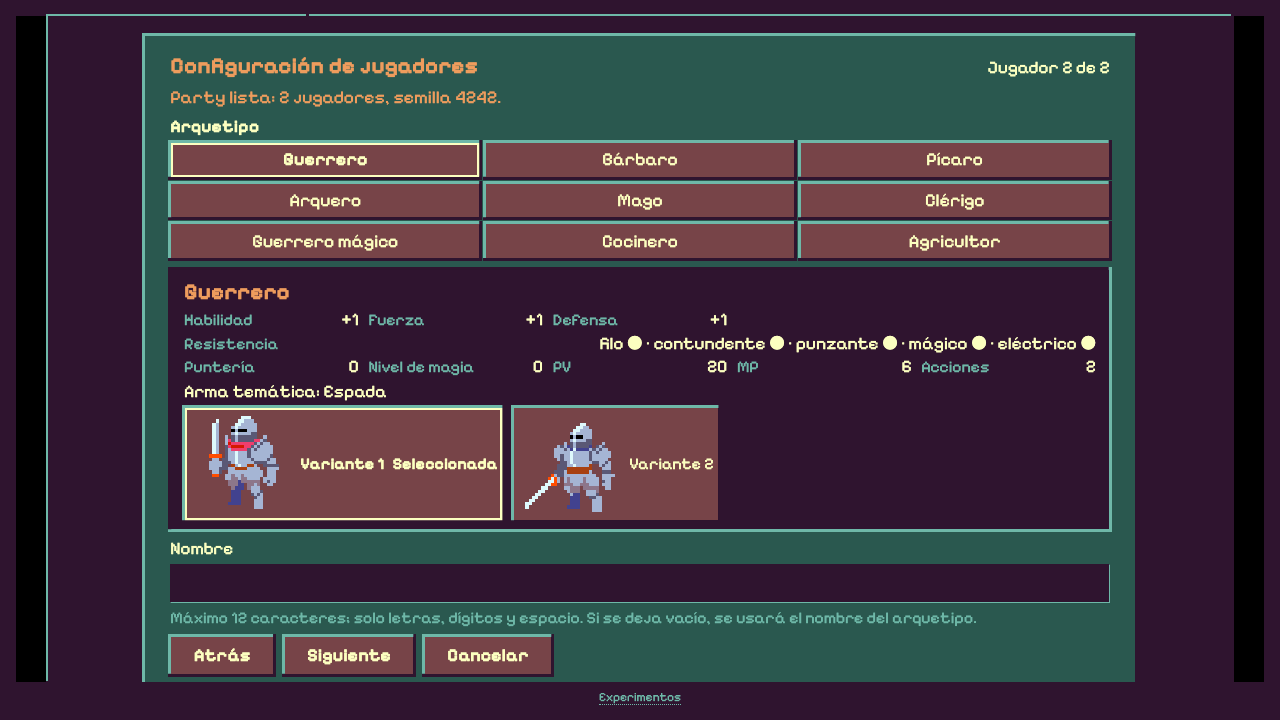 Configuración de jugadores
Jugador 2 de 2
Party lista: 2 jugadores, semilla 4242.
Arquetipo
Guerrero
Bárbaro
Pícaro
Arquero
Mago
Clérigo
Guerrero mágico
Cocinero
Agricultor
Guerrero
Habilidad +1 Fuerza +1 Defensa +1
Resistencia filo ● · contundente ● · punzante ● · mágico ● · eléctrico ●
Puntería 0 Nivel de magia 0 PV 20 MP 6 Acciones 2
Arma temática: Espada
Variante 1 Seleccionada
Variante 2
Nombre
Máximo 12 caracteres; solo letras, dígitos y espacio. Si se deja vacío, se usará el nombre del arquetipo.
Atrás
Siguiente
Cancelar
Experimentos